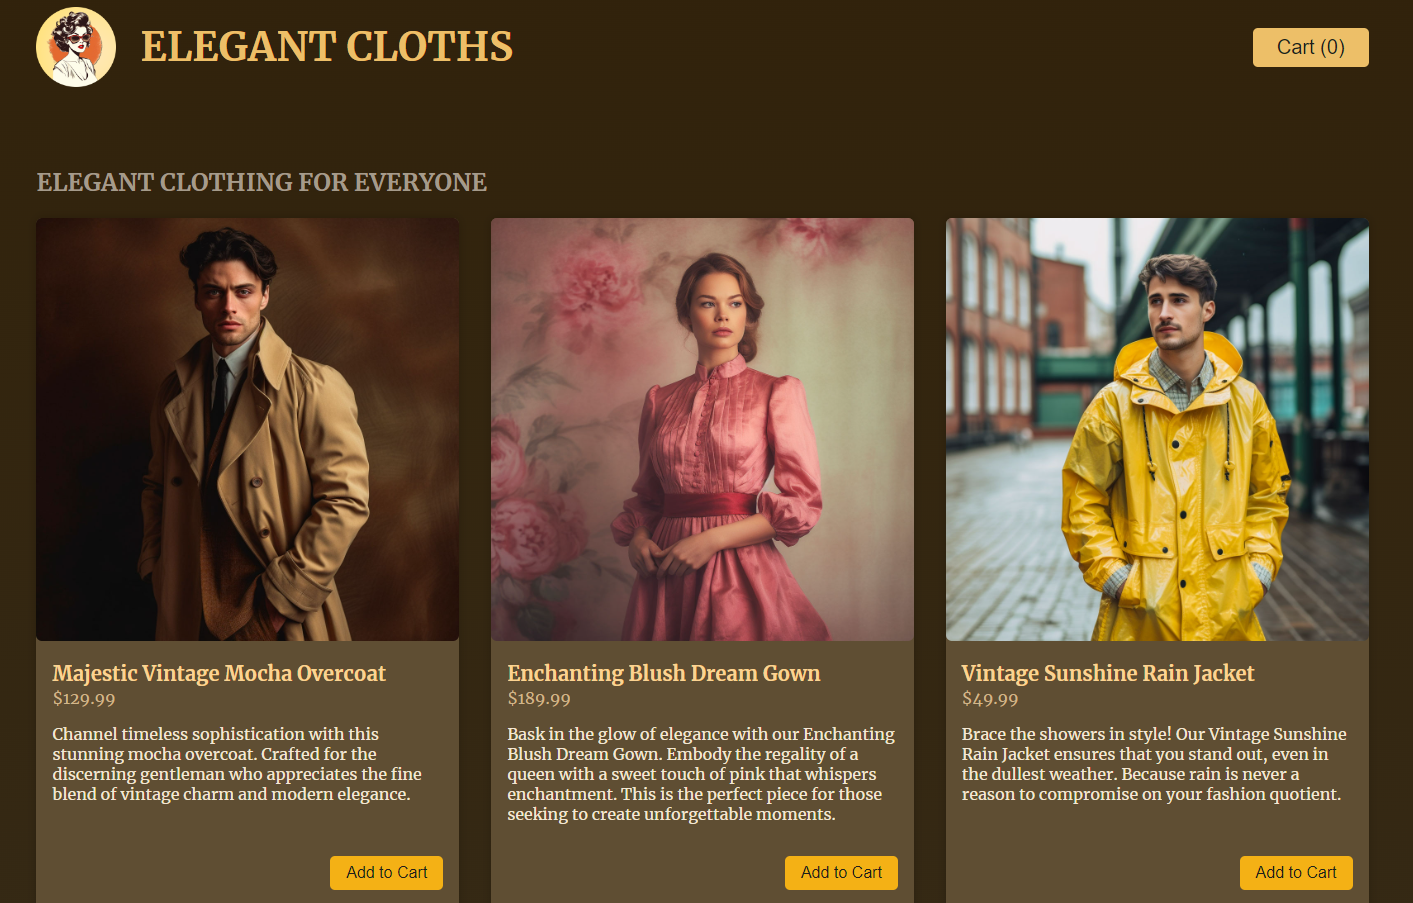 ELEGANT CLOTHS
Cart (0)
ELEGANT CLOTHING FOR EVERYONE
Majestic Vintage Mocha Overcoat
$129.99
Channel timeless sophistication with this
stunning mocha overcoat. Crafted for the
discerning gentleman who appreciates the fine
blend of vintage charm and modern elegance.
Add to Cart
Enchanting Blush Dream Gown
$189.99
Bask in the glow of elegance with our Enchanting
Blush Dream Gown. Embody the regality of a
queen with a sweet touch of pink that whispers
enchantment. This is the perfect piece for those
seeking to create unforgettable moments.
Add to Cart
Vintage Sunshine Rain Jacket
$49.99
Brace the showers in style! Our Vintage Sunshine
Rain Jacket ensures that you stand out, even in
the dullest weather. Because rain is never a
reason to compromise on your fashion quotient.
Add to Cart